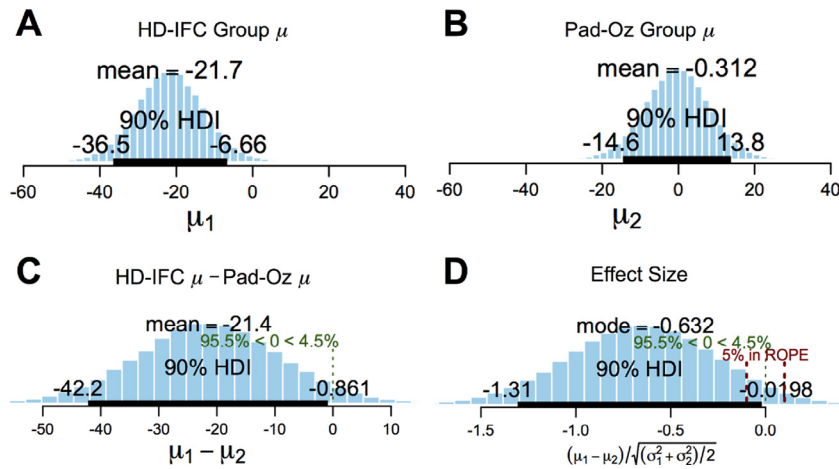 A
HD-IFC Group μ
mean = -21.7
90% HDI
-36.5 -6.66
-60 -40 -20 0 20 40
μ1
B
Pad-Oz Group μ
mean = -0.312
90% HDI
-14.6 13.8
-60 -40 -20 0 20 40
μ2
C
HD-IFC μ – Pad-Oz μ
mean = -21.4
95.5% < 0 < 4.5%
90% HDI
-42.2 -0.861
-50 -40 -30 -20 -10 0 10
μ1 – μ2
D
Effect Size
mode = -0.632
95.5% < 0 < 4.5%
5% in ROPE
90% HDI
-1.31 -0.0198
-1.5 -1.0 -0.5 0.0
(μ1 – μ2)/√(σ1² + σ2²)/2